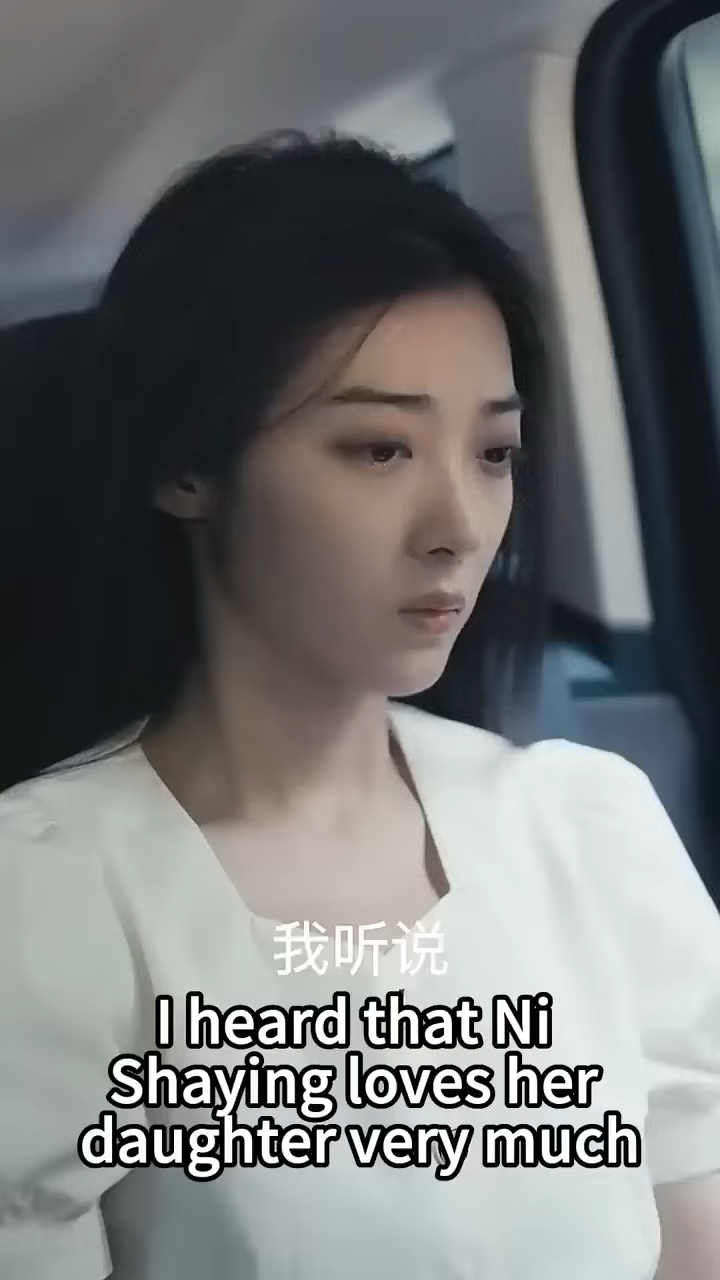 我听说
I heard that Ni
Shaying loves her
daughter very much